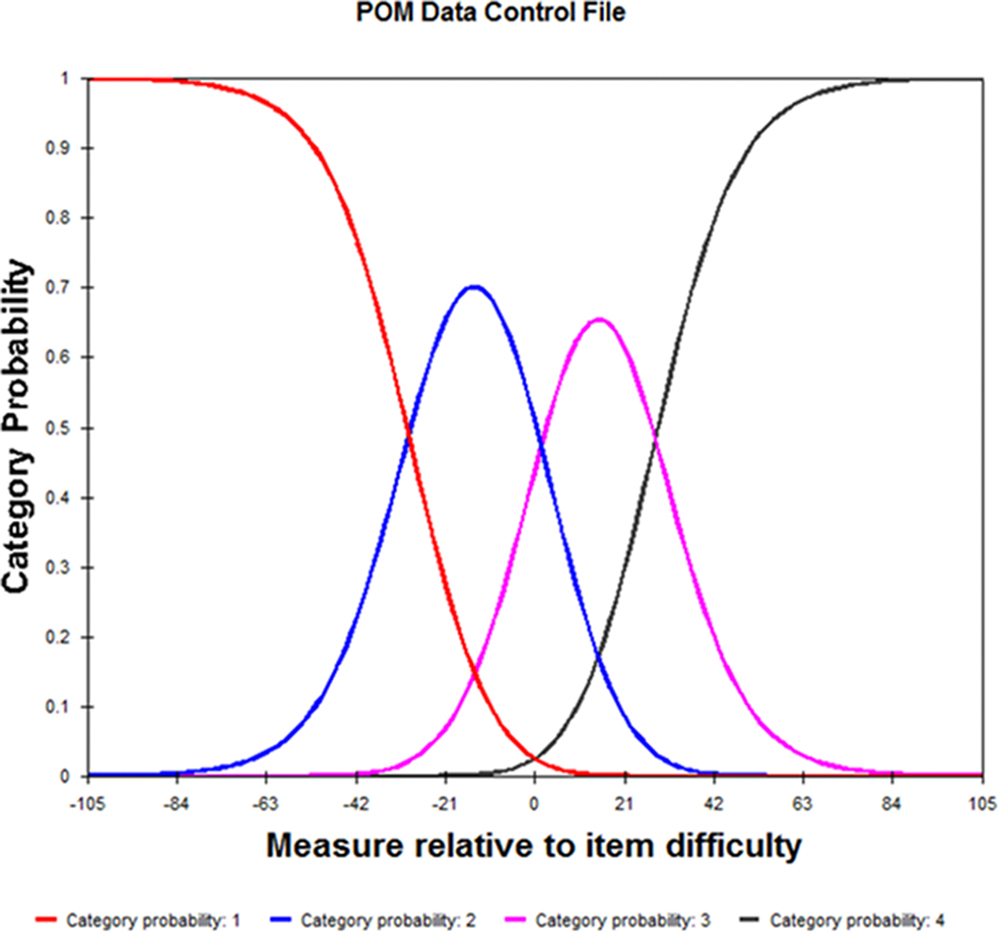 POM Data Control File
Category Probability
1
0.9
0.8
0.7
0.6
0.5
0.4
0.3
0.2
0.1
0
-105 -84 -63 -42 -21 0 21 42 63 84 105
Measure relative to item difficulty
Category probability: 1 Category probability: 2 Category probability: 3 Category probability: 4